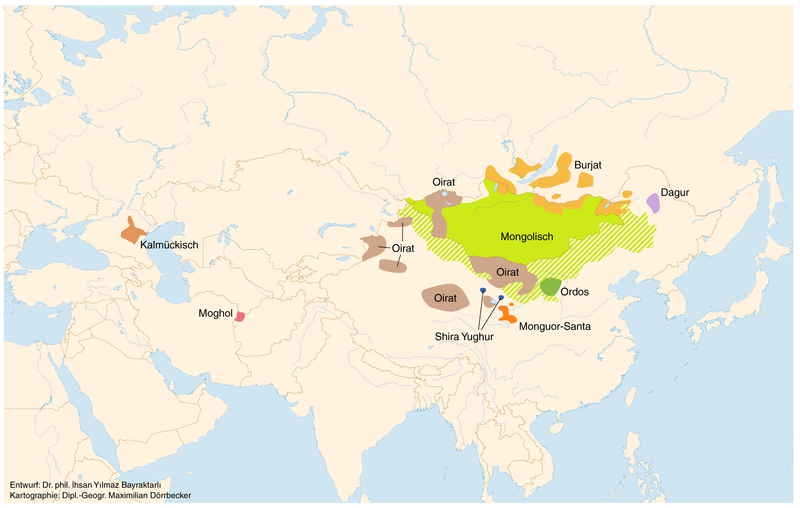 Burjat
Oirat
Dagur
Mongolisch
Kalmückisch
Oirat
Oirat
Ordos
Oirat
Moghol
Monguor-Santa
Shira Yughur
Entwurf: Dr. phil. İhsan Yılmaz Bayraktarlı
Kartographie: Dipl.-Geogr. Maximilian Dörrbecker